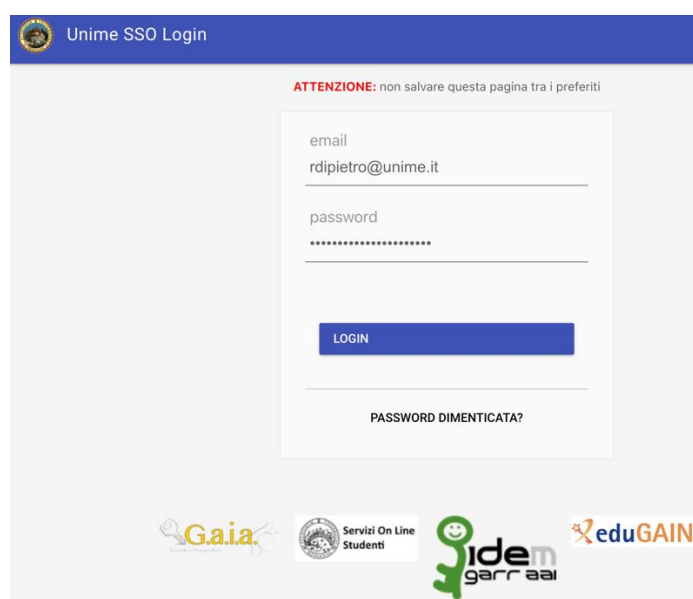 Unime SSO Login
ATTENZIONE: non salvare questa pagina tra i preferiti
email
rdipietro@unime.it
password
••••••••••••••••••••••
LOGIN
PASSWORD DIMENTICATA?
G.a.i.a.
Servizi On Line
Studenti
idem
garr aai
eduGAIN